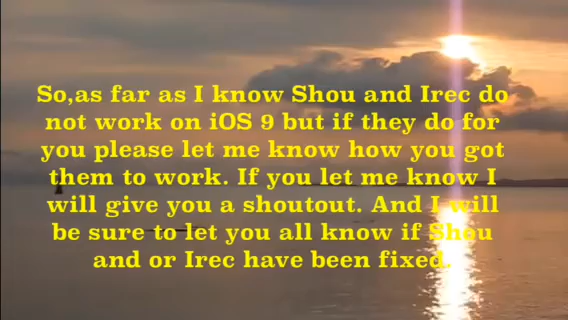 So,as far as I know Shou and Irec do
not work on iOS 9 but if they do for
you please let me know how you got
them to work. If you let me know I
will give you a shoutout. And I will
be sure to let you all know if Shou
and or Irec have been fixed.